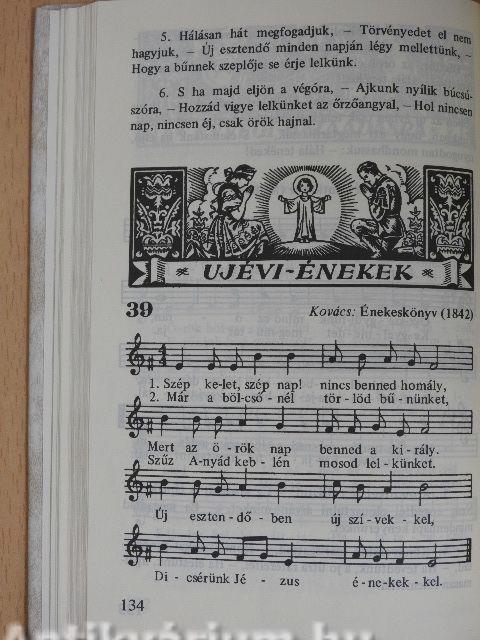 5. Hálásan hát megfogadjuk, – Törvényedet el nem
hagyjuk, – Új esztendő minden napján légy mellettünk, –
Hogy a bűnnek szeplője se érje lelkünk.
6. S ha majd eljön a végóra, – Ajkunk nyílik búcsú-
szóra, – Hozzád vigye lelkünket az őrzőangyal, – Hol nincsen
nap, nincsen éj, csak örök hajnal.
* UJÉVI-ÉNEKEK *
39
Kovács: Énekeskönyv (1842)
1. Szép ke-let, szép nap! nincs benned homály,
2. Már a böl-cső-nél tör-löd bű-nünket,
Mert az ö-rök nap benned a ki-rály.
Szűz A-nyád keb-lén mosod lel-künket.
Új eszten-dő-ben új szí-vek-kel,
Di-csérünk Jé-zus é-ne-kek-kel.
134
Antikvárium.hu